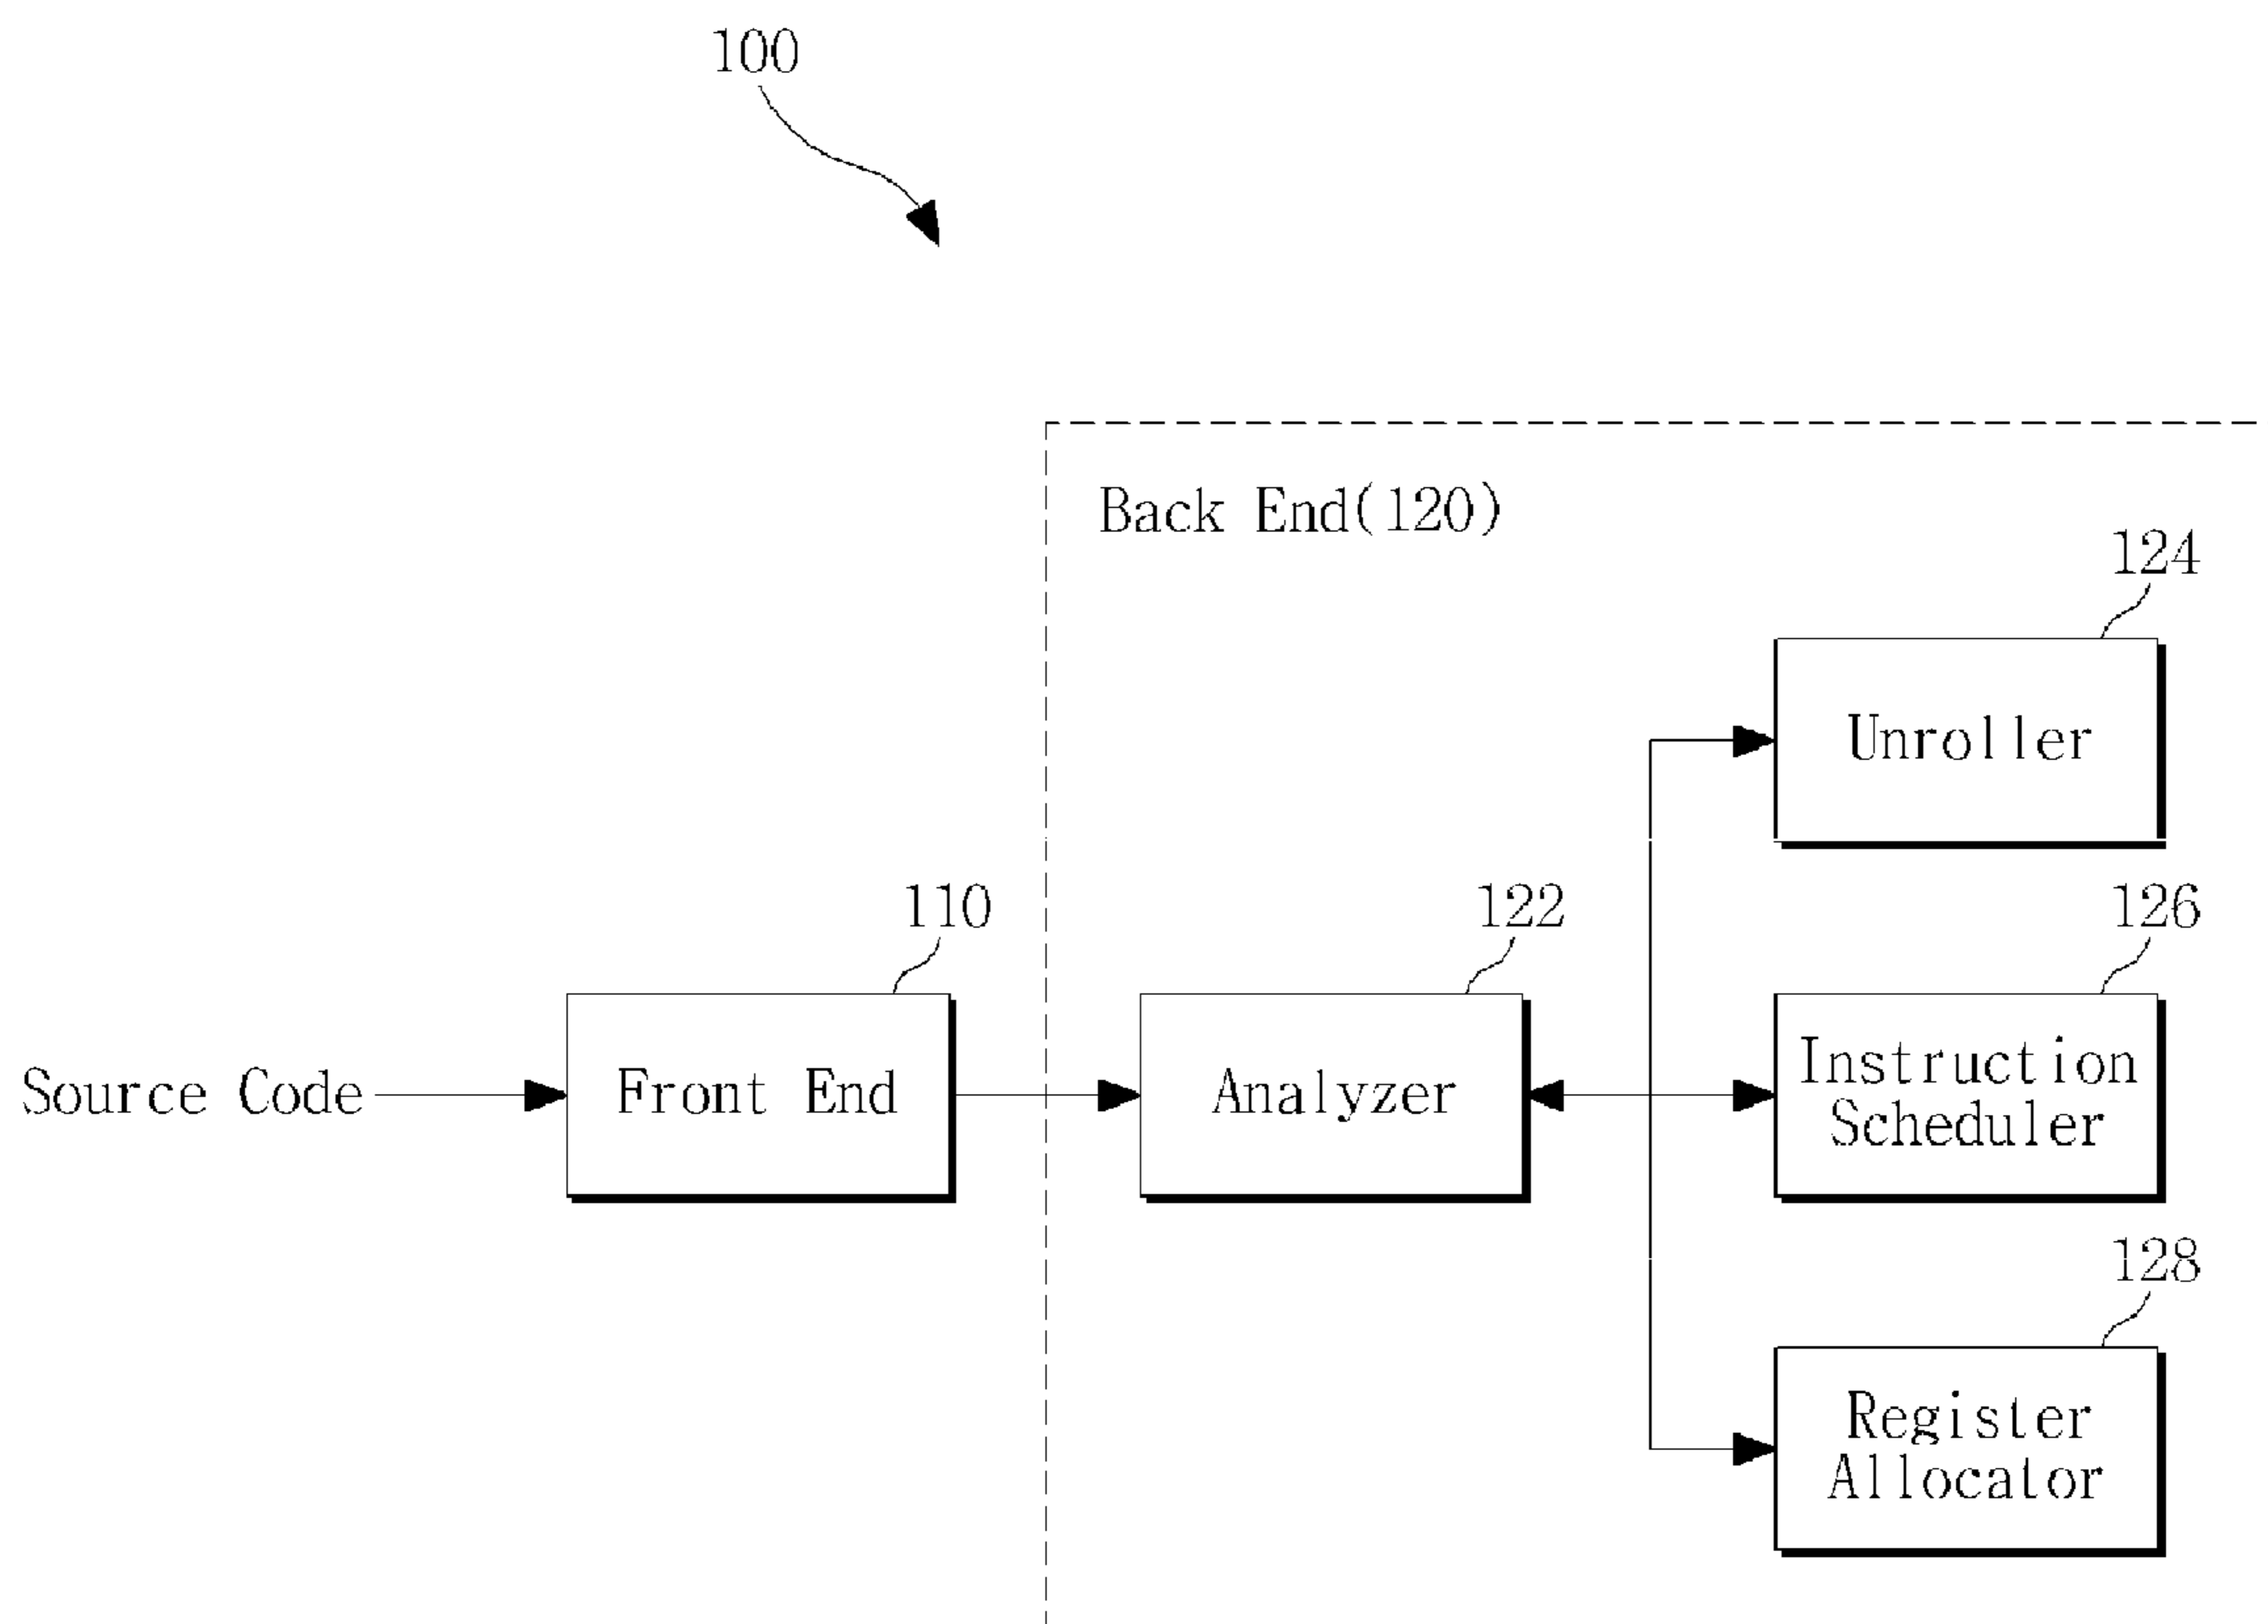 100
Back End(120)
124
Unroller
110
122
126
Source Code
Front End
Analyzer
Instruction
Scheduler
128
Register
Allocator